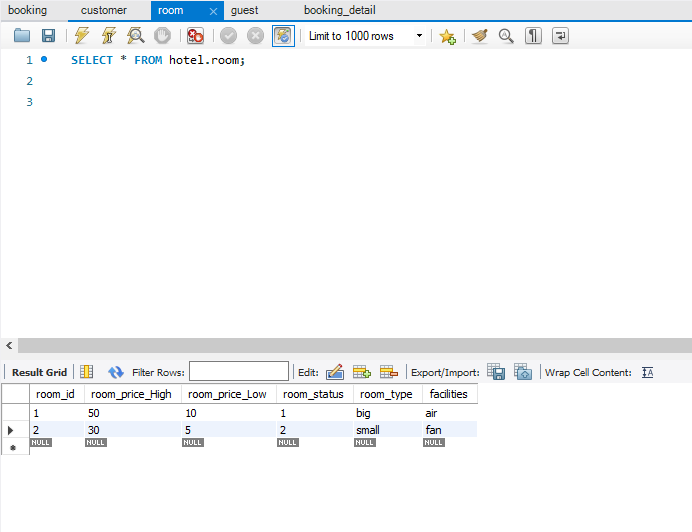 booking customer room guest booking_detail
Limit to 1000 rows
1 SELECT * FROM hotel.room;
2
3
Result Grid Filter Rows: Edit: Export/Import: Wrap Cell Content:
room_id room_price_High room_price_Low room_status room_type facilities
1 50 10 1 big air
2 30 5 2 small fan
NULL NULL NULL NULL NULL NULL